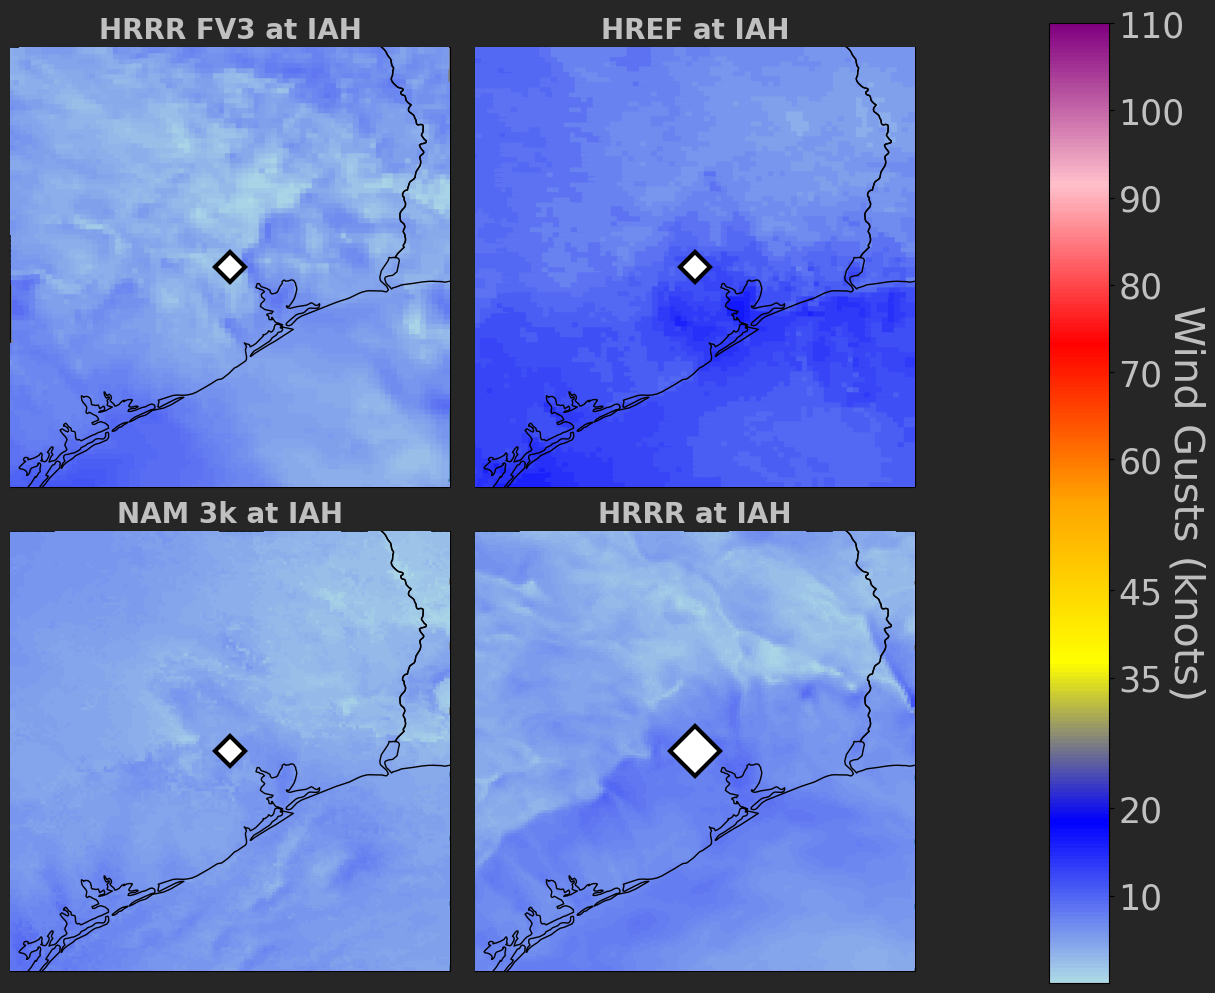 HRRR FV3 at IAH
HREF at IAH
NAM 3k at IAH
HRRR at IAH
110
100
90
80
70
60
45
35
20
10
Wind Gusts (knots)